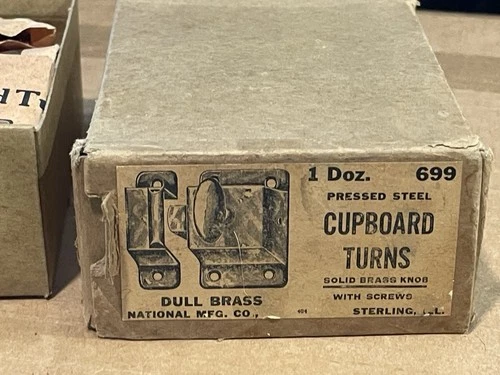 1 Doz. 699
PRESSED STEEL
CUPBOARD
TURNS
SOLID BRASS KNOB
WITH SCREWS
DULL BRASS
NATIONAL MFG. CO., STERLING, ILL.